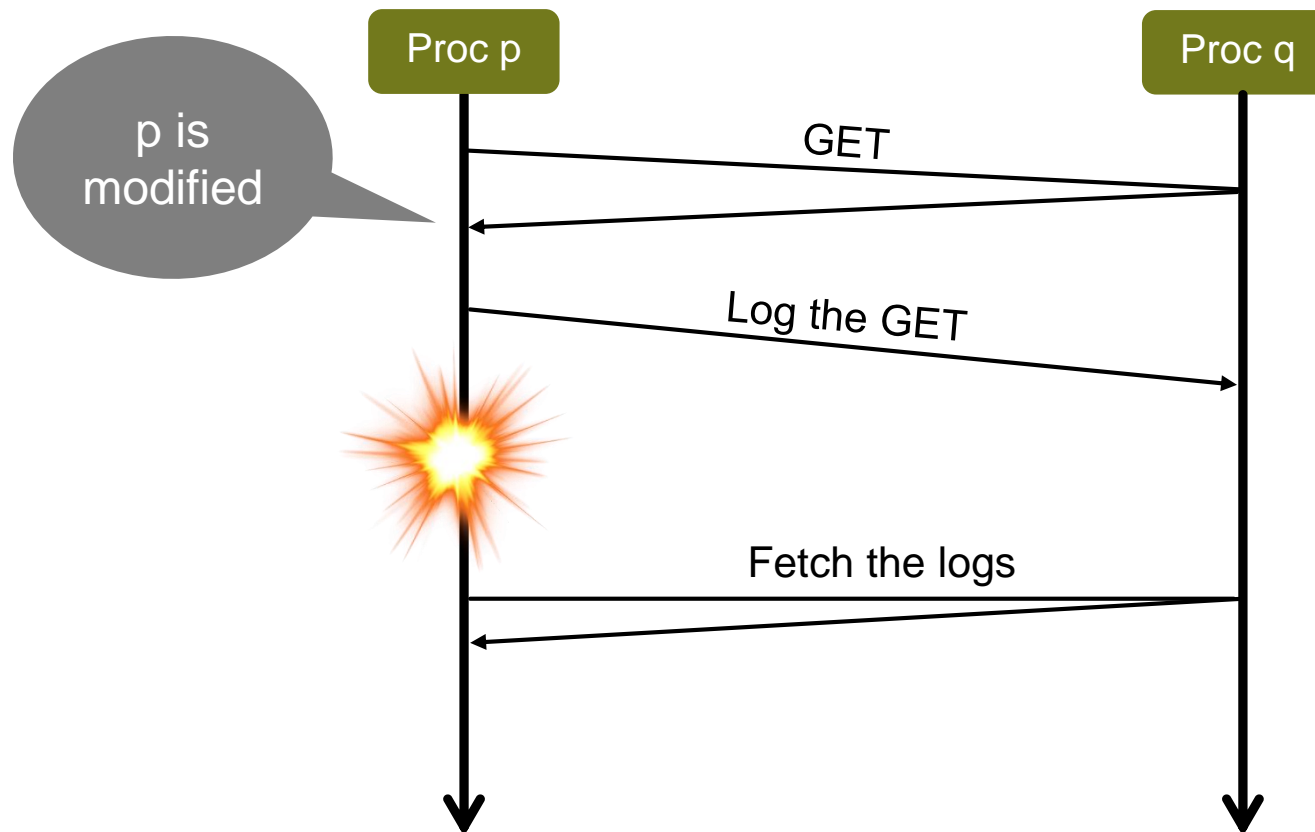 Proc p
Proc q
p is
modified
GET
Log the GET
Fetch the logs